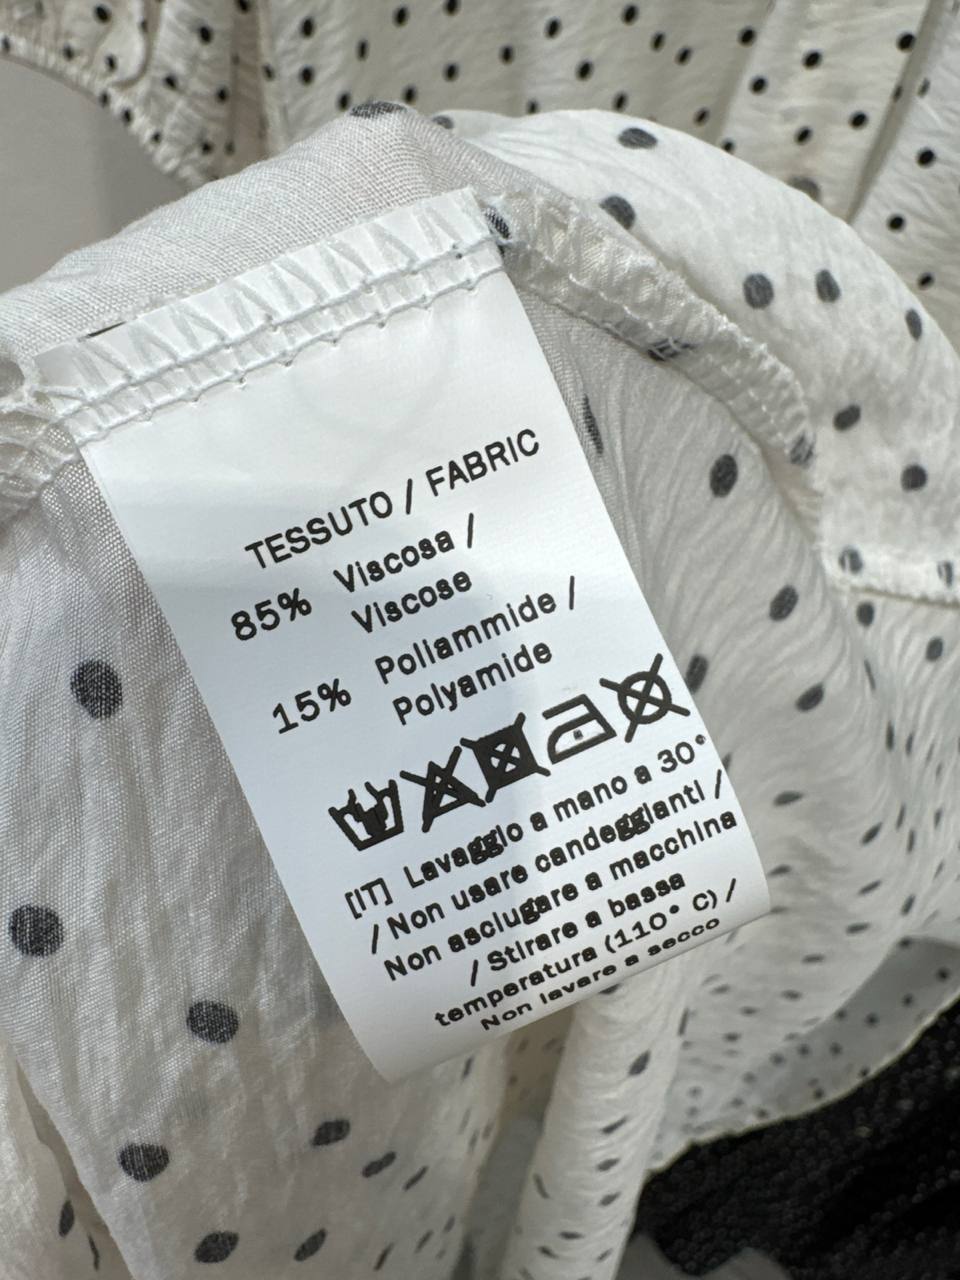 TESSUTO / FABRIC
85% Viscosa /
Viscose
15% Poliammide /
Polyamide
[IT] Lavaggio a mano a 30°
/ Non usare candeggianti /
Non asciugare a macchina
/ Stirare a bassa
temperatura (110° C) /
Non lavare a secco